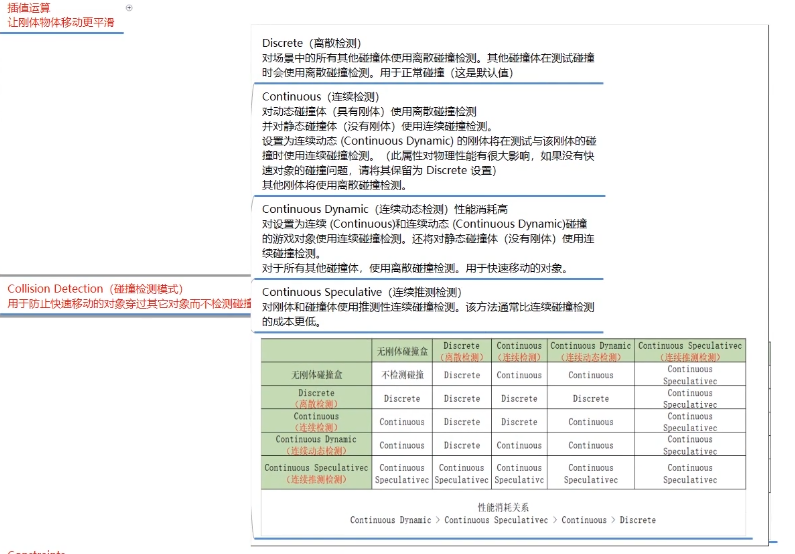 插值运算
让刚体物体移动更平滑
Discrete（离散检测）
对场景中的所有其他碰撞体使用离散碰撞检测。其他碰撞体在测试碰撞
时会使用离散碰撞检测。用于正常碰撞（这是默认值）
Continuous（连续检测）
对动态碰撞体（具有刚体）使用离散碰撞检测
并对静态碰撞体（没有刚体）使用连续碰撞检测。
设置为连续动态 (Continuous Dynamic) 的刚体将在测试与该刚体的碰
撞时使用连续碰撞检测。（此属性对物理性能有很大影响，如果没有快
速对象的碰撞问题，请将其保留为 Discrete 设置）
其他刚体将使用离散碰撞检测。
Continuous Dynamic（连续动态检测）性能消耗高
对设置为连续 (Continuous)和连续动态 (Continuous Dynamic)碰撞
的游戏对象使用连续碰撞检测。还将对静态碰撞体（没有刚体）使用连
续碰撞检测。
对于所有其他碰撞体，使用离散碰撞检测。用于快速移动的对象。
Collision Detection（碰撞检测模式）
用于防止快速移动的对象穿过其它对象而不检测碰撞
Continuous Speculative（连续推测检测）
对刚体和碰撞体使用推测性连续碰撞检测。该方法通常比连续碰撞检测
的成本更低。
无刚体碰撞盒 Discrete（离散检测） Continuous（连续检测） Continuous Dynamic（连续动态检测） Continuous Speculativec（连续推测检测）
无刚体碰撞盒 不检测碰撞 Discrete Continuous Continuous Continuous Speculativec
Discrete（离散检测） Discrete Discrete Discrete Discrete Continuous Speculativec
Continuous（连续检测） Continuous Discrete Discrete Continuous Continuous Speculativec
Continuous Dynamic（连续动态检测） Continuous Discrete Continuous Continuous Continuous Speculativec
Continuous Speculativec（连续推测检测） Continuous Speculativec Continuous Speculativec Continuous Speculativc Continuous Speculativec Continuous Speculativec
性能消耗关系
Continuous Dynamic > Continuous Speculativec > Continuous > Discrete